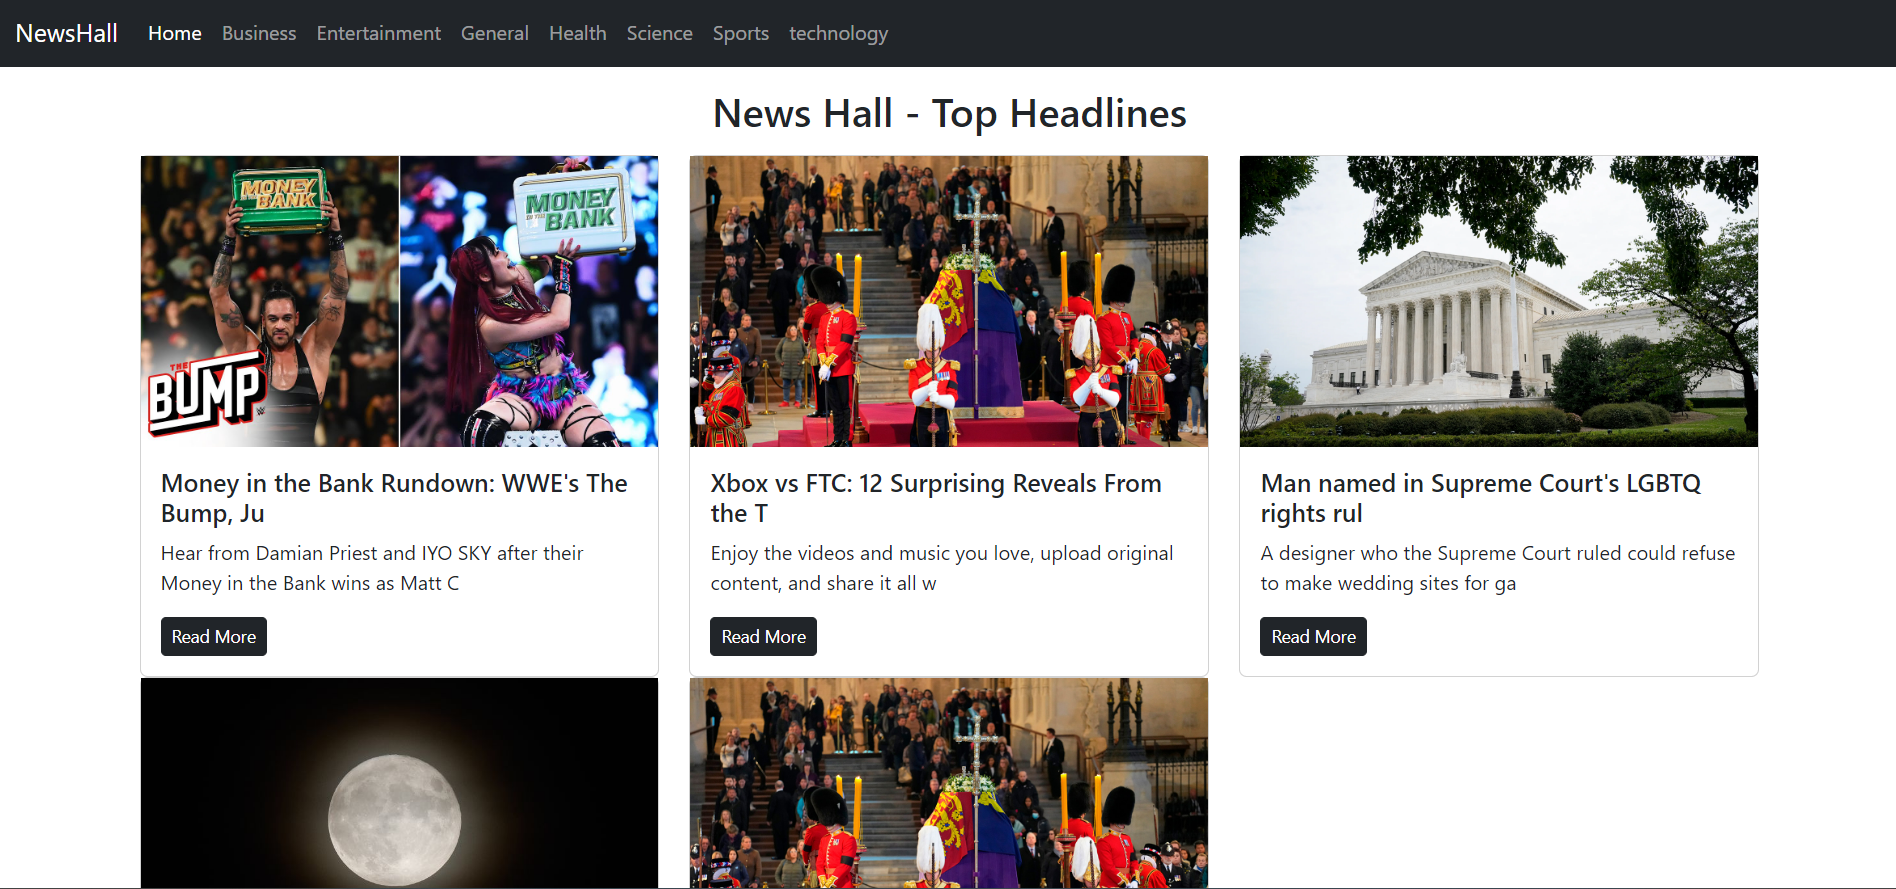 NewsHall Home Business Entertainment General Health Science Sports technology
News Hall - Top Headlines
MONEY
IN THE
BANK
MONEY
IN THE
BANK
THE
BUMP
Money in the Bank Rundown: WWE's The
Bump, Ju
Hear from Damian Priest and IYO SKY after their
Money in the Bank wins as Matt C
Read More
Xbox vs FTC: 12 Surprising Reveals From
the T
Enjoy the videos and music you love, upload original
content, and share it all w
Read More
Man named in Supreme Court's LGBTQ
rights rul
A designer who the Supreme Court ruled could refuse
to make wedding sites for ga
Read More